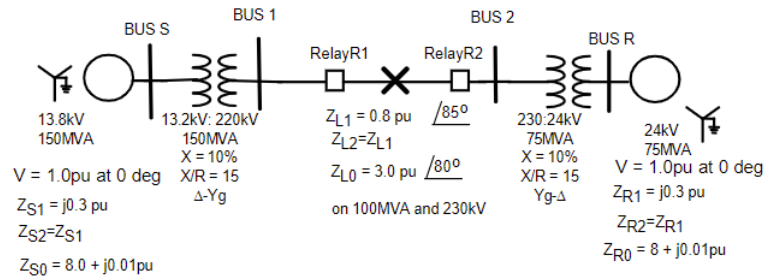 BUS S
BUS 1
BUS 2
BUS R
RelayR1
RelayR2
13.8kV
150MVA
V = 1.0pu at 0 deg
ZS1 = j0.3 pu
ZS2=ZS1
ZS0 = 8.0 + j0.01pu
13.2kV: 220kV
150MVA
X = 10%
X/R = 15
Δ-Yg
ZL1 = 0.8 pu /85º
ZL2=ZL1
ZL0 = 3.0 pu /80º
on 100MVA and 230kV
230:24kV
75MVA
X = 10%
X/R = 15
Yg-Δ
24kV
75MVA
V = 1.0pu at 0 deg
ZR1 = j0.3 pu
ZR2=ZR1
ZR0 = 8 + j0.01pu